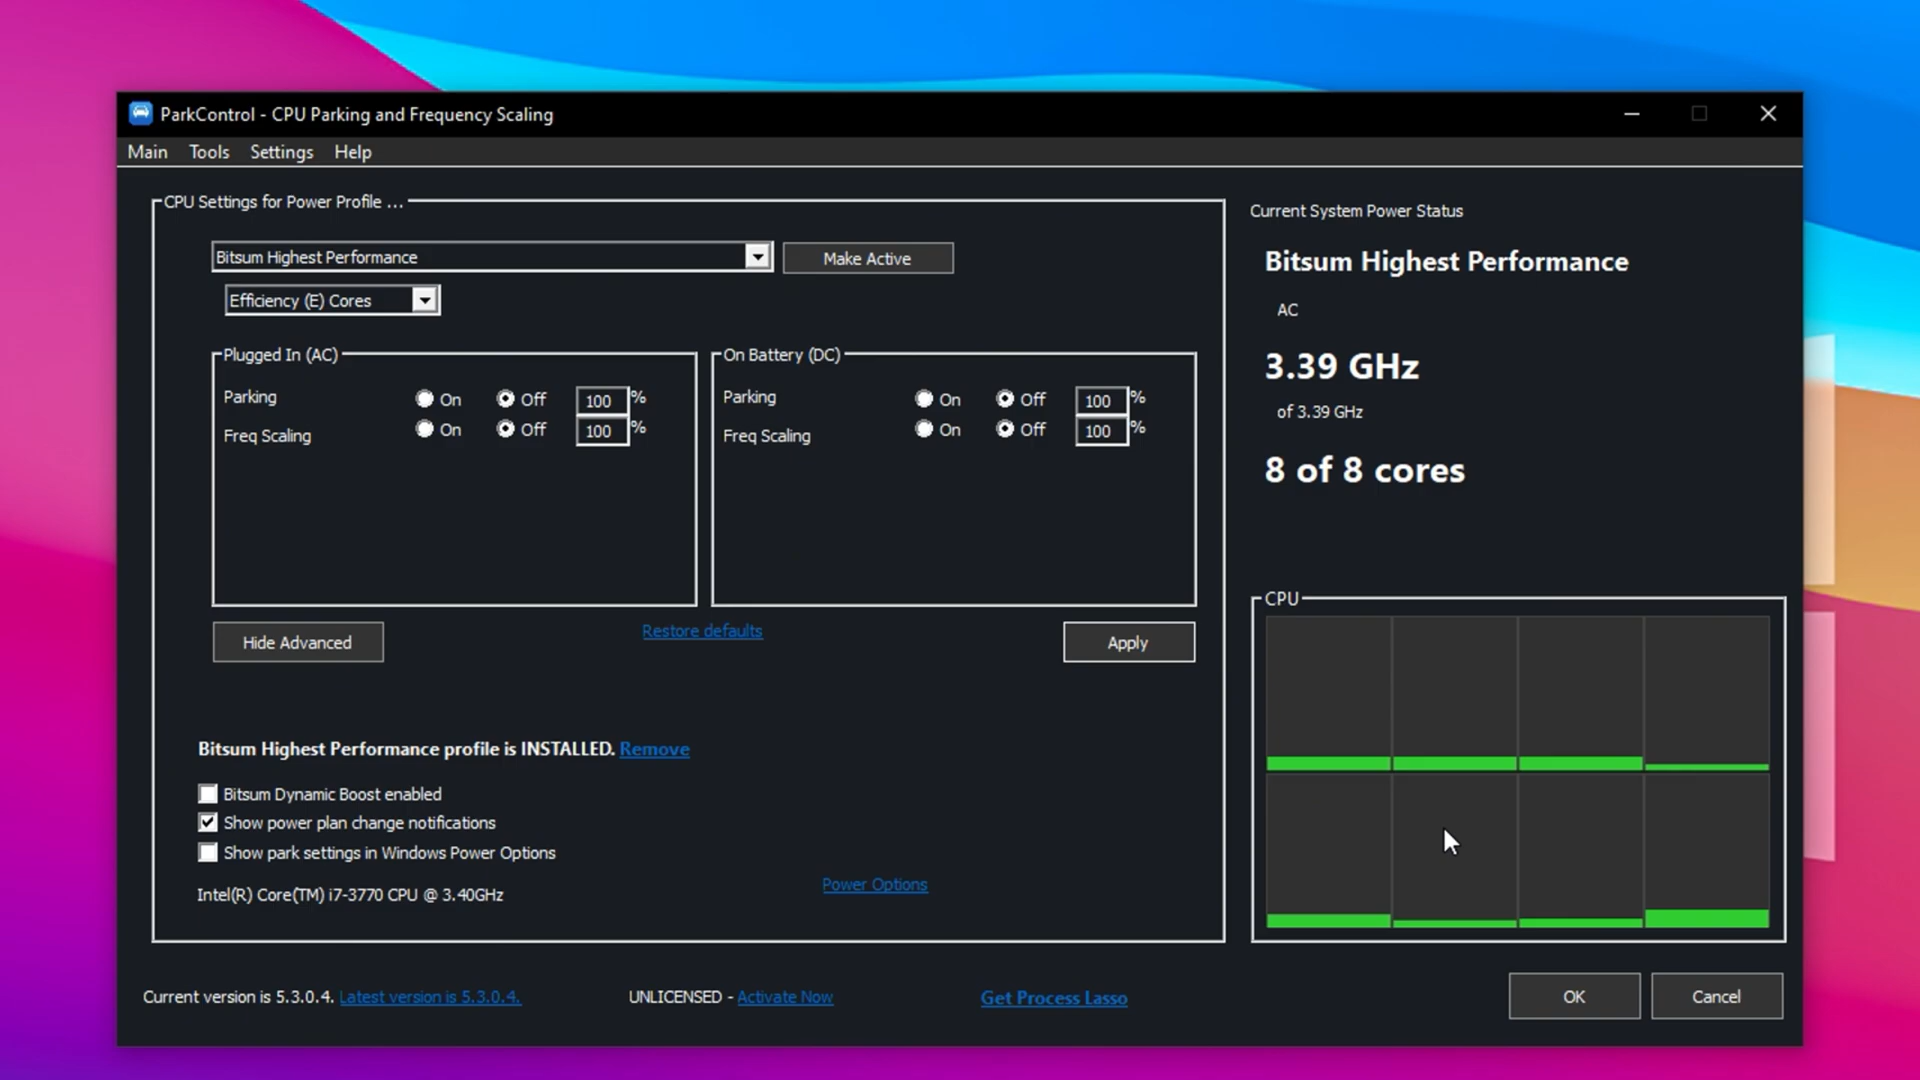 ParkControl - CPU Parking and Frequency Scaling
Main Tools Settings Help
CPU Settings for Power Profile ...
Bitsum Highest Performance
Make Active
Efficiency (E) Cores
Plugged In (AC)
Parking On Off 100 %
Freq Scaling On Off 100 %
On Battery (DC)
Parking On Off 100 %
Freq Scaling On Off 100 %
Hide Advanced
Restore defaults
Apply
Bitsum Highest Performance profile is INSTALLED. Remove
Bitsum Dynamic Boost enabled
Show power plan change notifications
Show park settings in Windows Power Options
Power Options
Intel(R) Core(TM) i7-3770 CPU @ 3.40GHz
Current System Power Status
Bitsum Highest Performance
AC
3.39 GHz
of 3.39 GHz
8 of 8 cores
CPU
Current version is 5.3.0.4. Latest version is 5.3.0.4.
UNLICENSED - Activate Now
Get Process Lasso
OK
Cancel